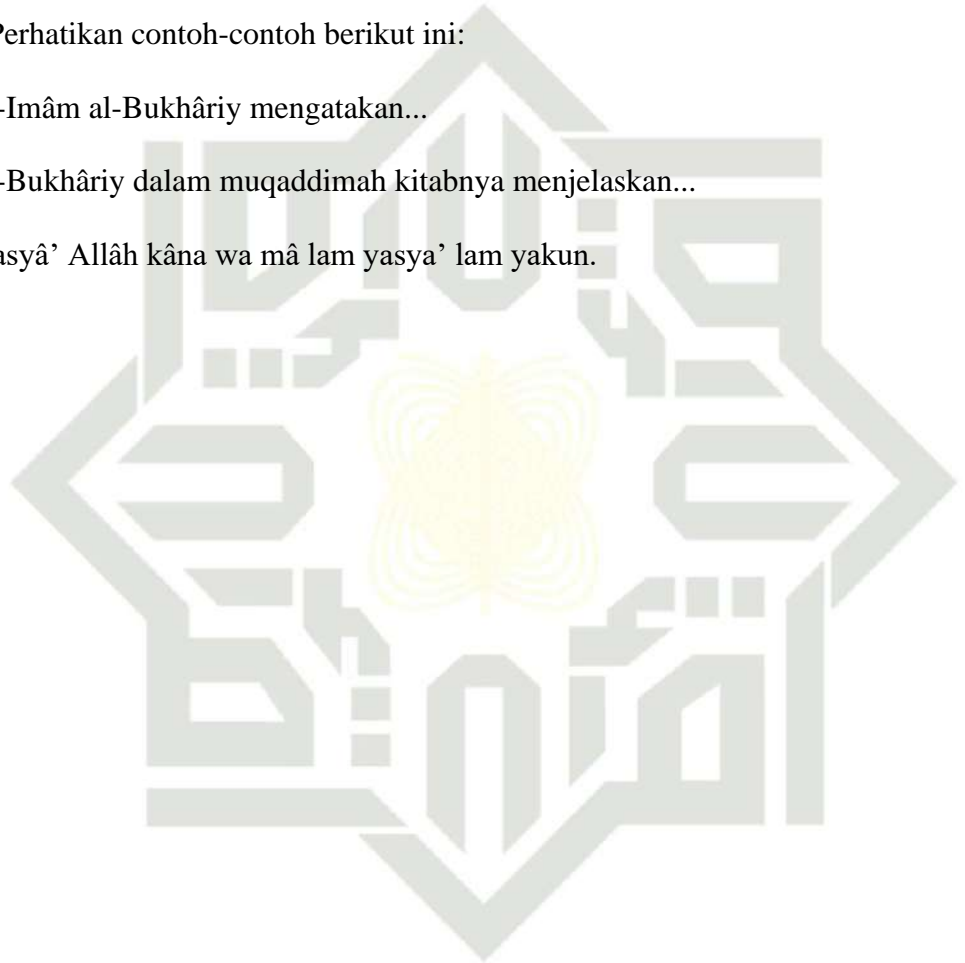 Perhatikan contoh-contoh berikut ini:
-Imâm al-Bukhâriy mengatakan...
-Bukhâriy dalam muqaddimah kitabnya menjelaskan...
asyâ’ Allâh kâna wa mâ lam yasya’ lam yakun.